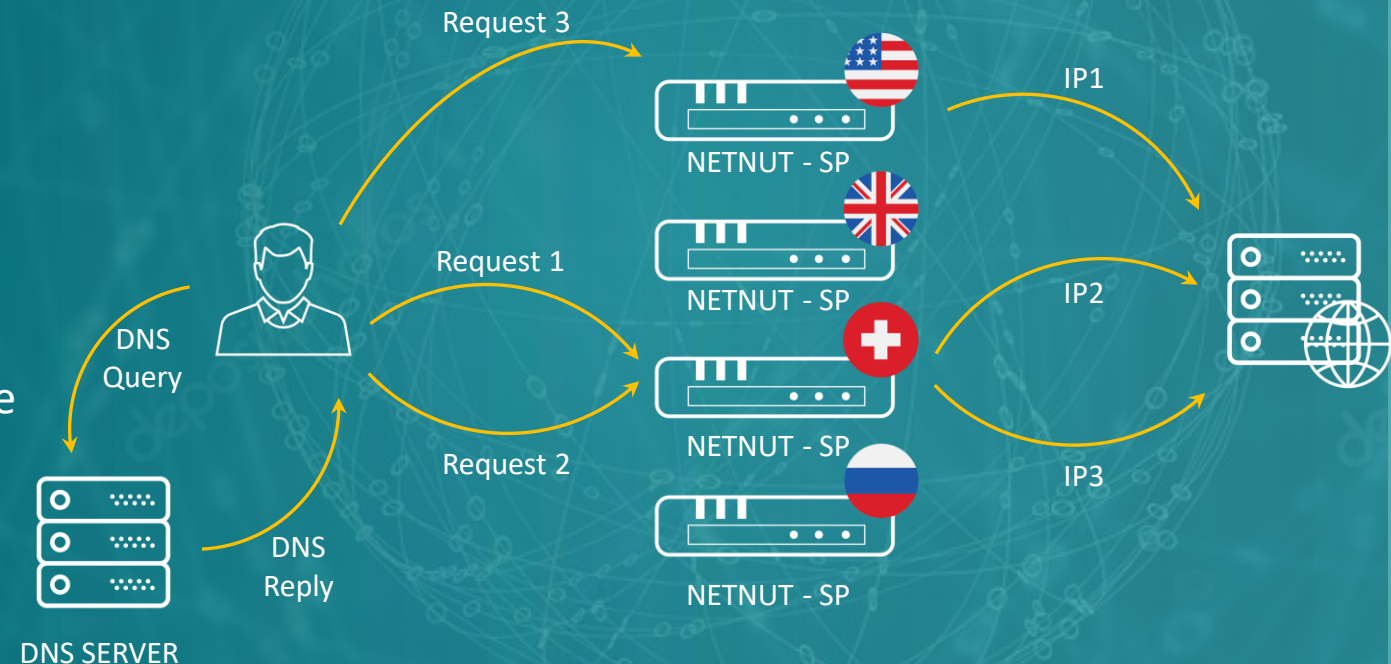 Request 3
IP1
NETNUT - SP
Request 1
NETNUT - SP
IP2
DNS
Query
e
NETNUT - SP
Request 2
IP3
DNS
Reply
NETNUT - SP
DNS SERVER